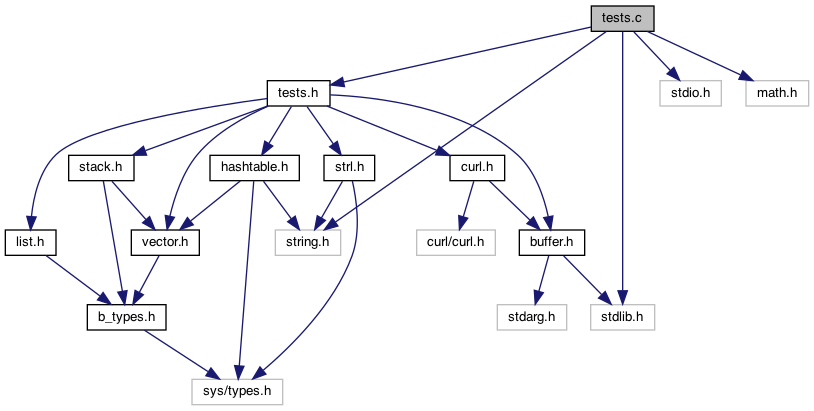 tests.c
tests.h
stdio.h
math.h
stack.h
hashtable.h
strl.h
curl.h
list.h
vector.h
string.h
curl/curl.h
buffer.h
b_types.h
stdarg.h
stdlib.h
sys/types.h